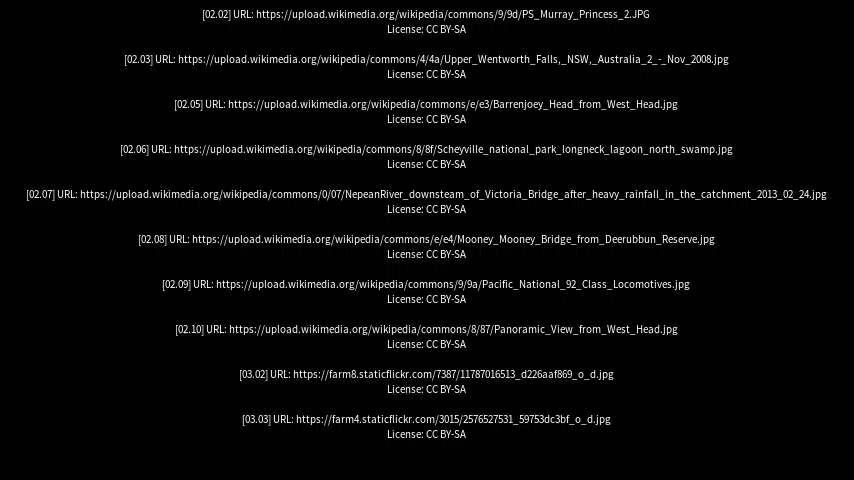 [02.02] URL: https://upload.wikimedia.org/wikipedia/commons/9/9d/PS_Murray_Princess_2.JPG
License: CC BY-SA
[02.03] URL: https://upload.wikimedia.org/wikipedia/commons/4/4a/Upper_Wentworth_Falls,_NSW,_Australia_2_-_Nov_2008.jpg
License: CC BY-SA
[02.05] URL: https://upload.wikimedia.org/wikipedia/commons/e/e3/Barrenjoey_Head_from_West_Head.jpg
License: CC BY-SA
[02.06] URL: https://upload.wikimedia.org/wikipedia/commons/8/8f/Scheyville_national_park_longneck_lagoon_north_swamp.jpg
License: CC BY-SA
[02.07] URL: https://upload.wikimedia.org/wikipedia/commons/0/07/NepeanRiver_downsteam_of_Victoria_Bridge_after_heavy_rainfall_in_the_catchment_2013_02_24.jpg
License: CC BY-SA
[02.08] URL: https://upload.wikimedia.org/wikipedia/commons/e/e4/Mooney_Mooney_Bridge_from_Deerubbun_Reserve.jpg
License: CC BY-SA
[02.09] URL: https://upload.wikimedia.org/wikipedia/commons/9/9a/Pacific_National_92_Class_Locomotives.jpg
License: CC BY-SA
[02.10] URL: https://upload.wikimedia.org/wikipedia/commons/8/87/Panoramic_View_from_West_Head.jpg
License: CC BY-SA
[03.02] URL: https://farm8.staticflickr.com/7387/11787016513_d226aaf869_o_d.jpg
License: CC BY-SA
[03.03] URL: https://farm4.staticflickr.com/3015/2576527531_59753dc3bf_o_d.jpg
License: CC BY-SA